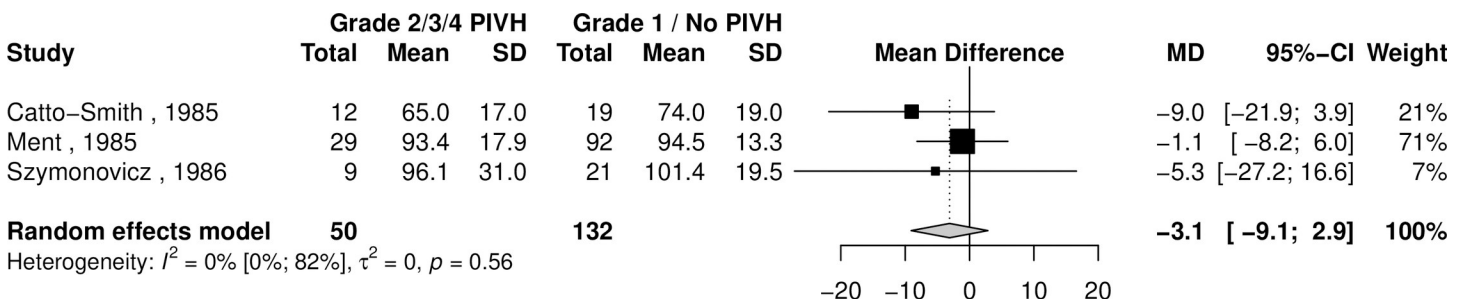 Grade 2/3/4 PIVH Grade 1 / No PIVH
Study Total Mean SD Total Mean SD Mean Difference MD 95%−CI Weight
Catto−Smith , 1985 12 65.0 17.0 19 74.0 19.0 −9.0 [−21.9; 3.9] 21%
Ment , 1985 29 93.4 17.9 92 94.5 13.3 −1.1 [ −8.2; 6.0] 71%
Szymonovicz , 1986 9 96.1 31.0 21 101.4 19.5 −5.3 [−27.2; 16.6] 7%
Random effects model 50 132 −3.1 [ −9.1; 2.9] 100%
Heterogeneity: I² = 0% [0%; 82%], τ² = 0, p = 0.56
−20 −10 0 10 20